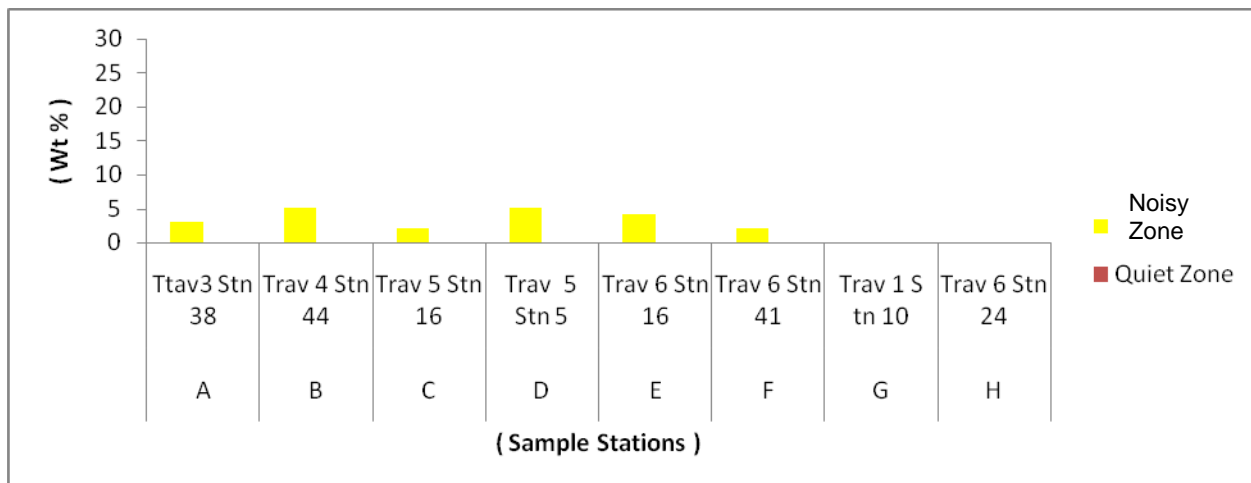 30
25
20
15
10
5
0
( Wt % )
Ttav3 Stn
38
Trav 4 Stn
44
Trav 5 Stn
16
Trav 5
Stn 5
Trav 6 Stn
16
Trav 6 Stn
41
Trav 1 S
tn 10
Trav 6 Stn
24
A
B
C
D
E
F
G
H
( Sample Stations )
Noisy
Zone
Quiet Zone